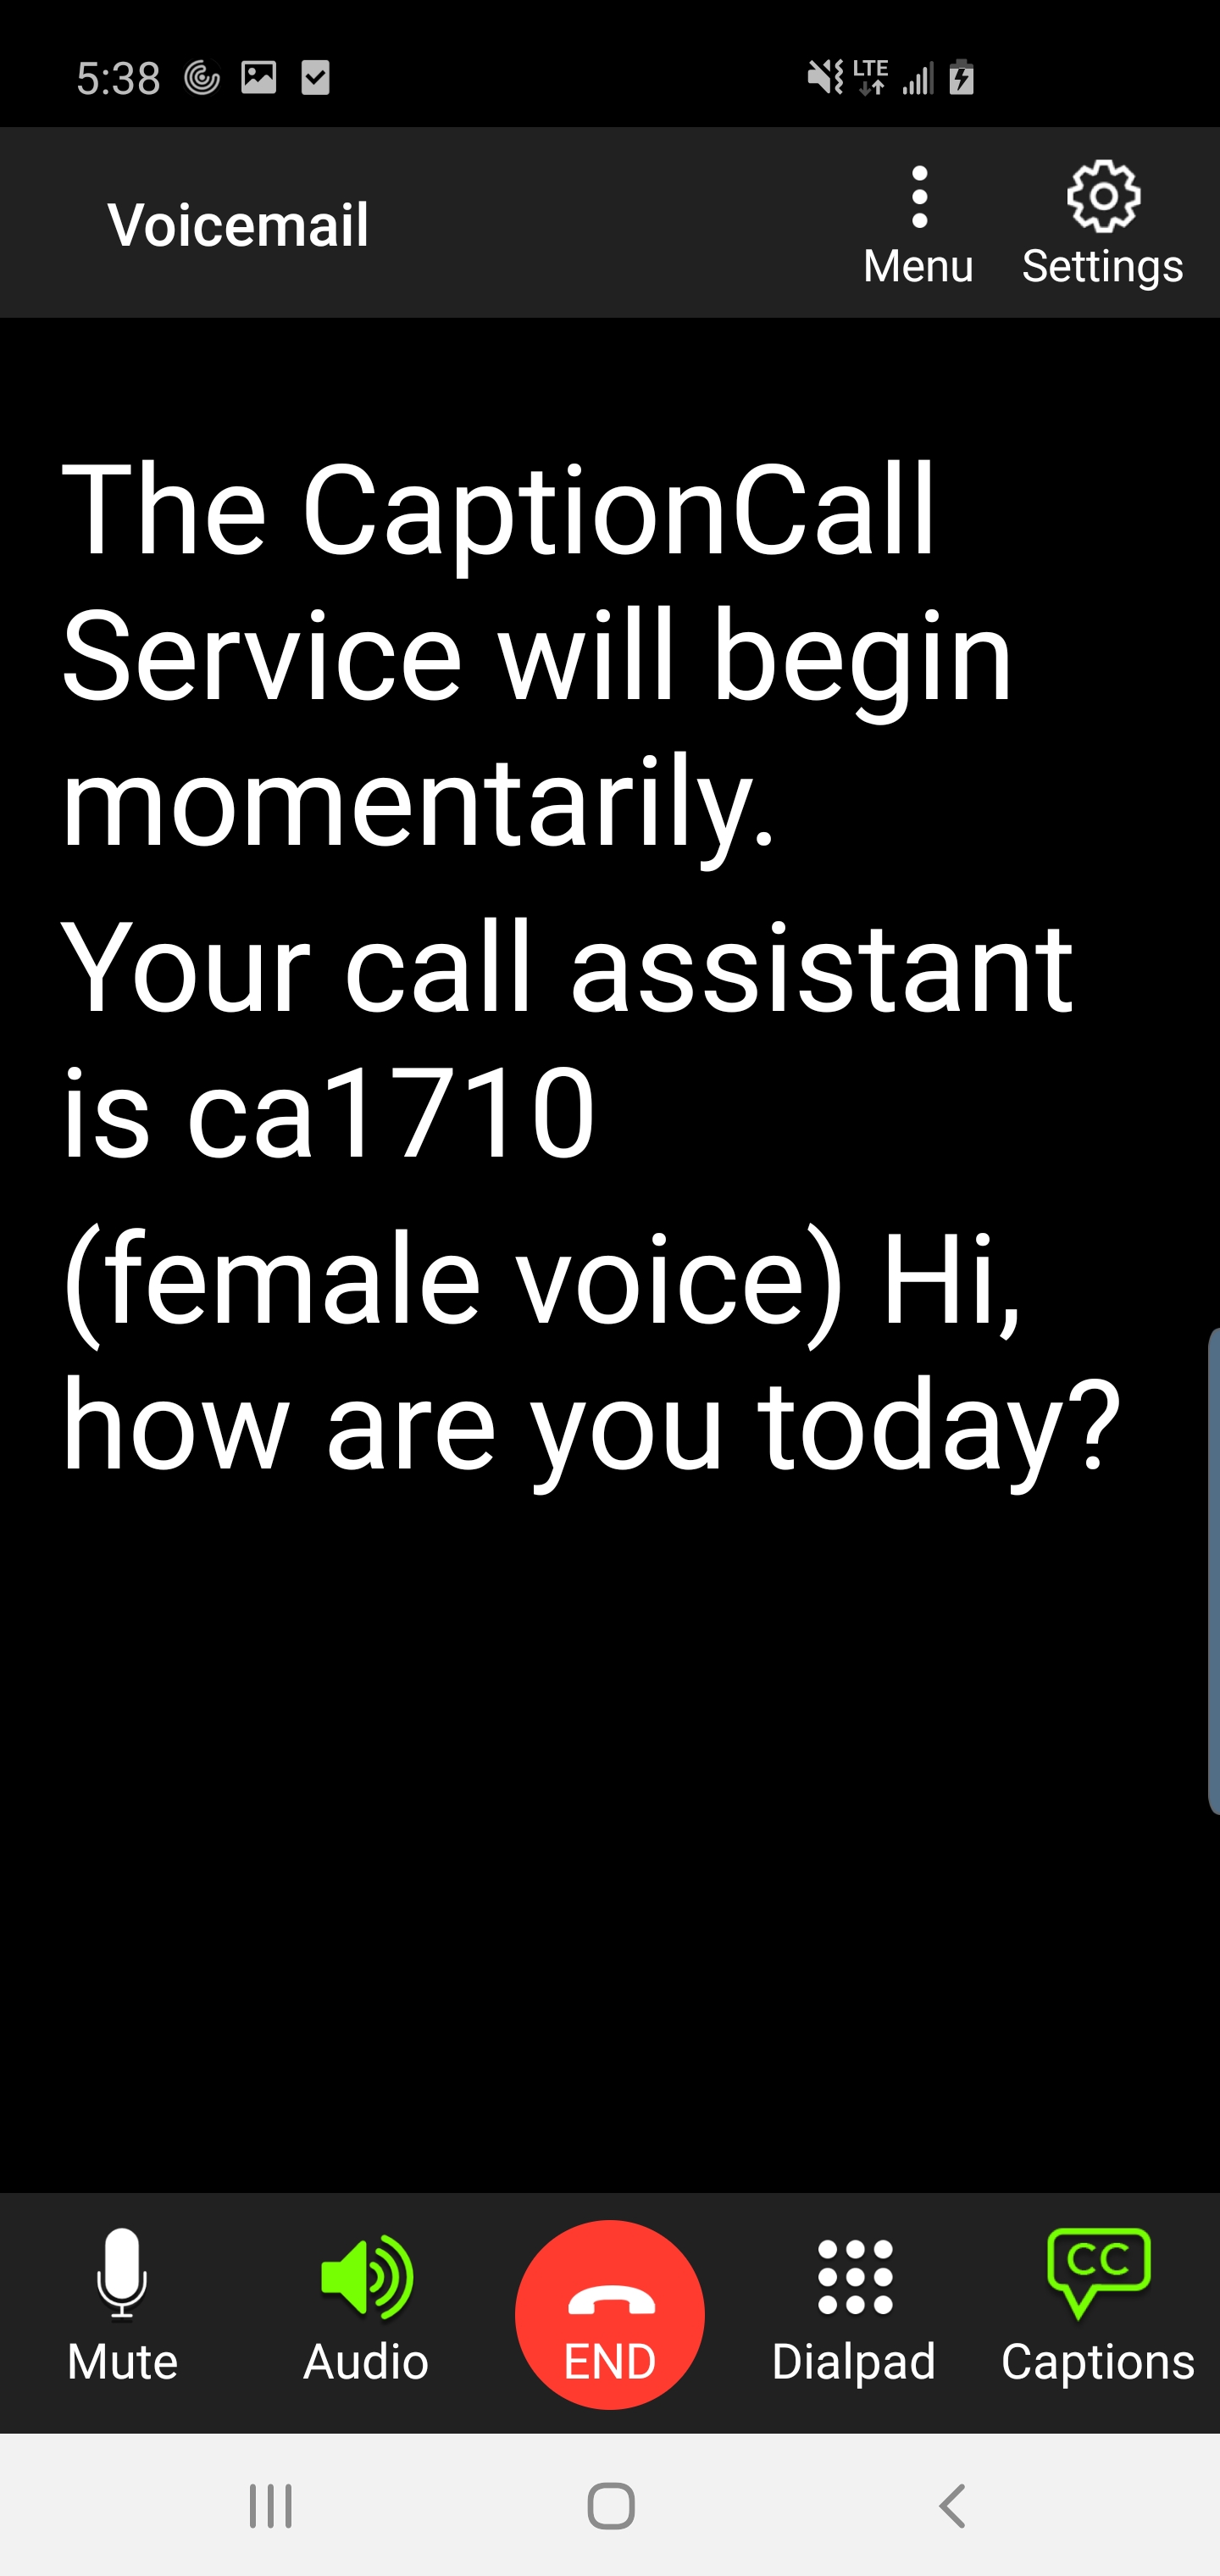 5:38
LTE
Voicemail
Menu
Settings
The CaptionCall
Service will begin
momentarily.
Your call assistant
is ca1710
(female voice) Hi,
how are you today?
CC
Mute
Audio
END
Dialpad
Captions